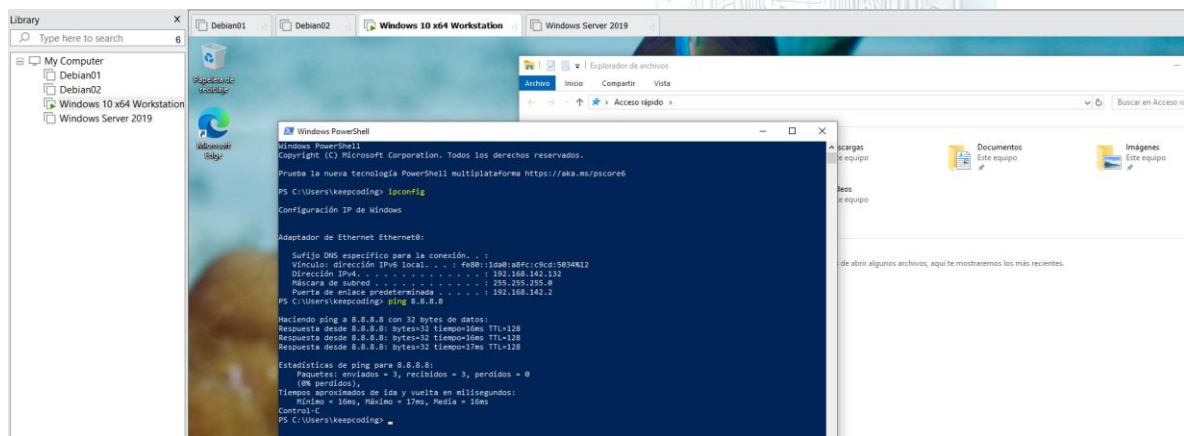 Library X
Type here to search 6
My Computer
Debian01
Debian02
Windows 10 x64 Workstation
Windows Server 2019
Debian01 Debian02 Windows 10 x64 Workstation Windows Server 2019
Papelera de
reciclaje
Microsoft
Edge
Explorador de archivos
Archivo Inicio Compartir Vista
Acceso rápido
Buscar en Acceso
scargas
e equipo
Documentos
Este equipo
Imágenes
Este equipo
deos
e equipo
de abrir algunos archivos, aquí te mostraremos los más recientes.
Windows PowerShell
Windows PowerShell
Copyright (C) Microsoft Corporation. Todos los derechos reservados.
Prueba la nueva tecnología PowerShell multiplataforma https://aka.ms/pscore6
PS C:\Users\keepcoding> ipconfig
Configuración IP de Windows
Adaptador de Ethernet Ethernet0:
Sufijo DNS específico para la conexión. . :
Vínculo: dirección IPv6 local. . . : fe80::1da0:a8fc:c9cd:5034%12
Dirección IPv4. . . . . . . . . . . . . . : 192.168.142.132
Máscara de subred . . . . . . . . . . . . : 255.255.255.0
Puerta de enlace predeterminada . . . . . : 192.168.142.2
PS C:\Users\keepcoding> ping 8.8.8.8
Haciendo ping a 8.8.8.8 con 32 bytes de datos:
Respuesta desde 8.8.8.8: bytes=32 tiempo=16ms TTL=128
Respuesta desde 8.8.8.8: bytes=32 tiempo=16ms TTL=128
Respuesta desde 8.8.8.8: bytes=32 tiempo=17ms TTL=128
Estadísticas de ping para 8.8.8.8:
Paquetes: enviados = 3, recibidos = 3, perdidos = 0
(0% perdidos),
Tiempos aproximados de ida y vuelta en milisegundos:
Mínimo = 16ms, Máximo = 17ms, Media = 16ms
Control-C
PS C:\Users\keepcoding> _